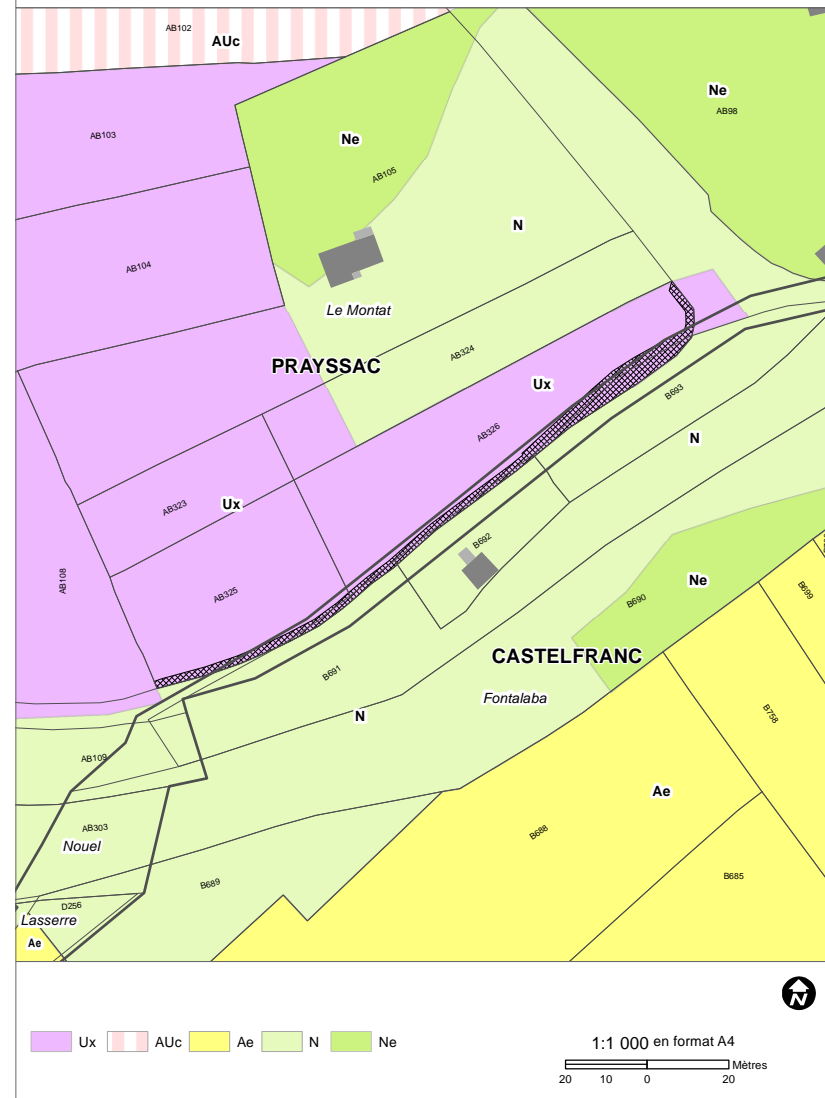 AB102
AUc
Ne
AB98
AB103
Ne
AB105
N
AB104
Le Montat
AB324
PRAYSSAC
Ux
B693
AB326
N
AB323
Ux
B692
AB108
AB325
Ne
B690
B699
CASTELFRANC
B691
Fontalaba
N
B758
AB109
Ae
AB303
Nouel
B688
B685
B689
D256
Lasserre
Ae
N
Ux
AUc
Ae
N
Ne
1:1 000 en format A4
Mètres
20 10 0 20